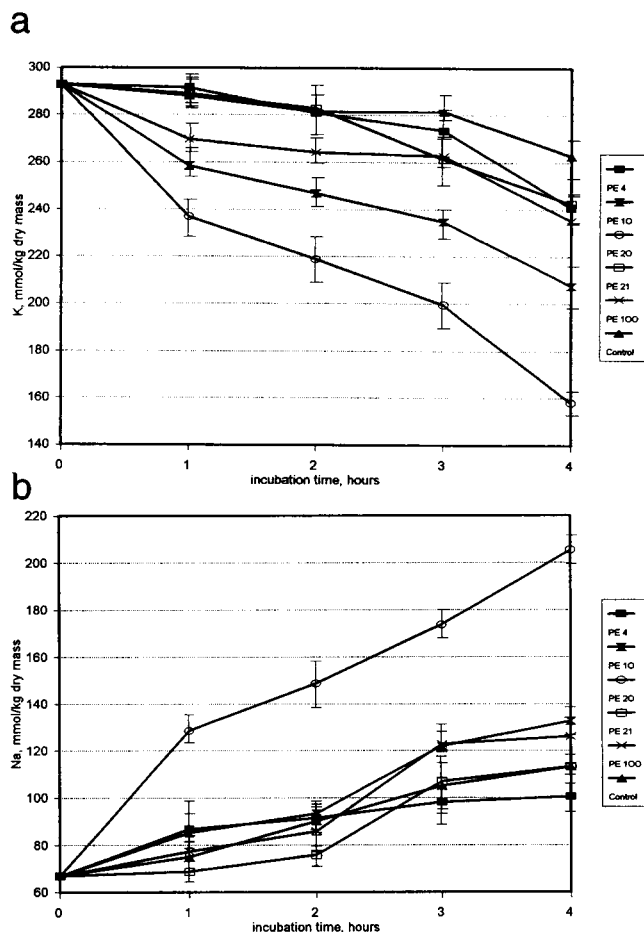 a
K, mmol/kg dry mass
300
280
260
240
220
200
180
160
140
0 1 2 3 4
incubation time, hours
PE 4
PE 10
PE 20
PE 21
PE 100
Control
b
Na, mmol/kg dry mass
220
200
180
160
140
120
100
80
60
0 1 2 3 4
incubation time, hours
PE 4
PE 10
PE 20
PE 21
PE 100
Control